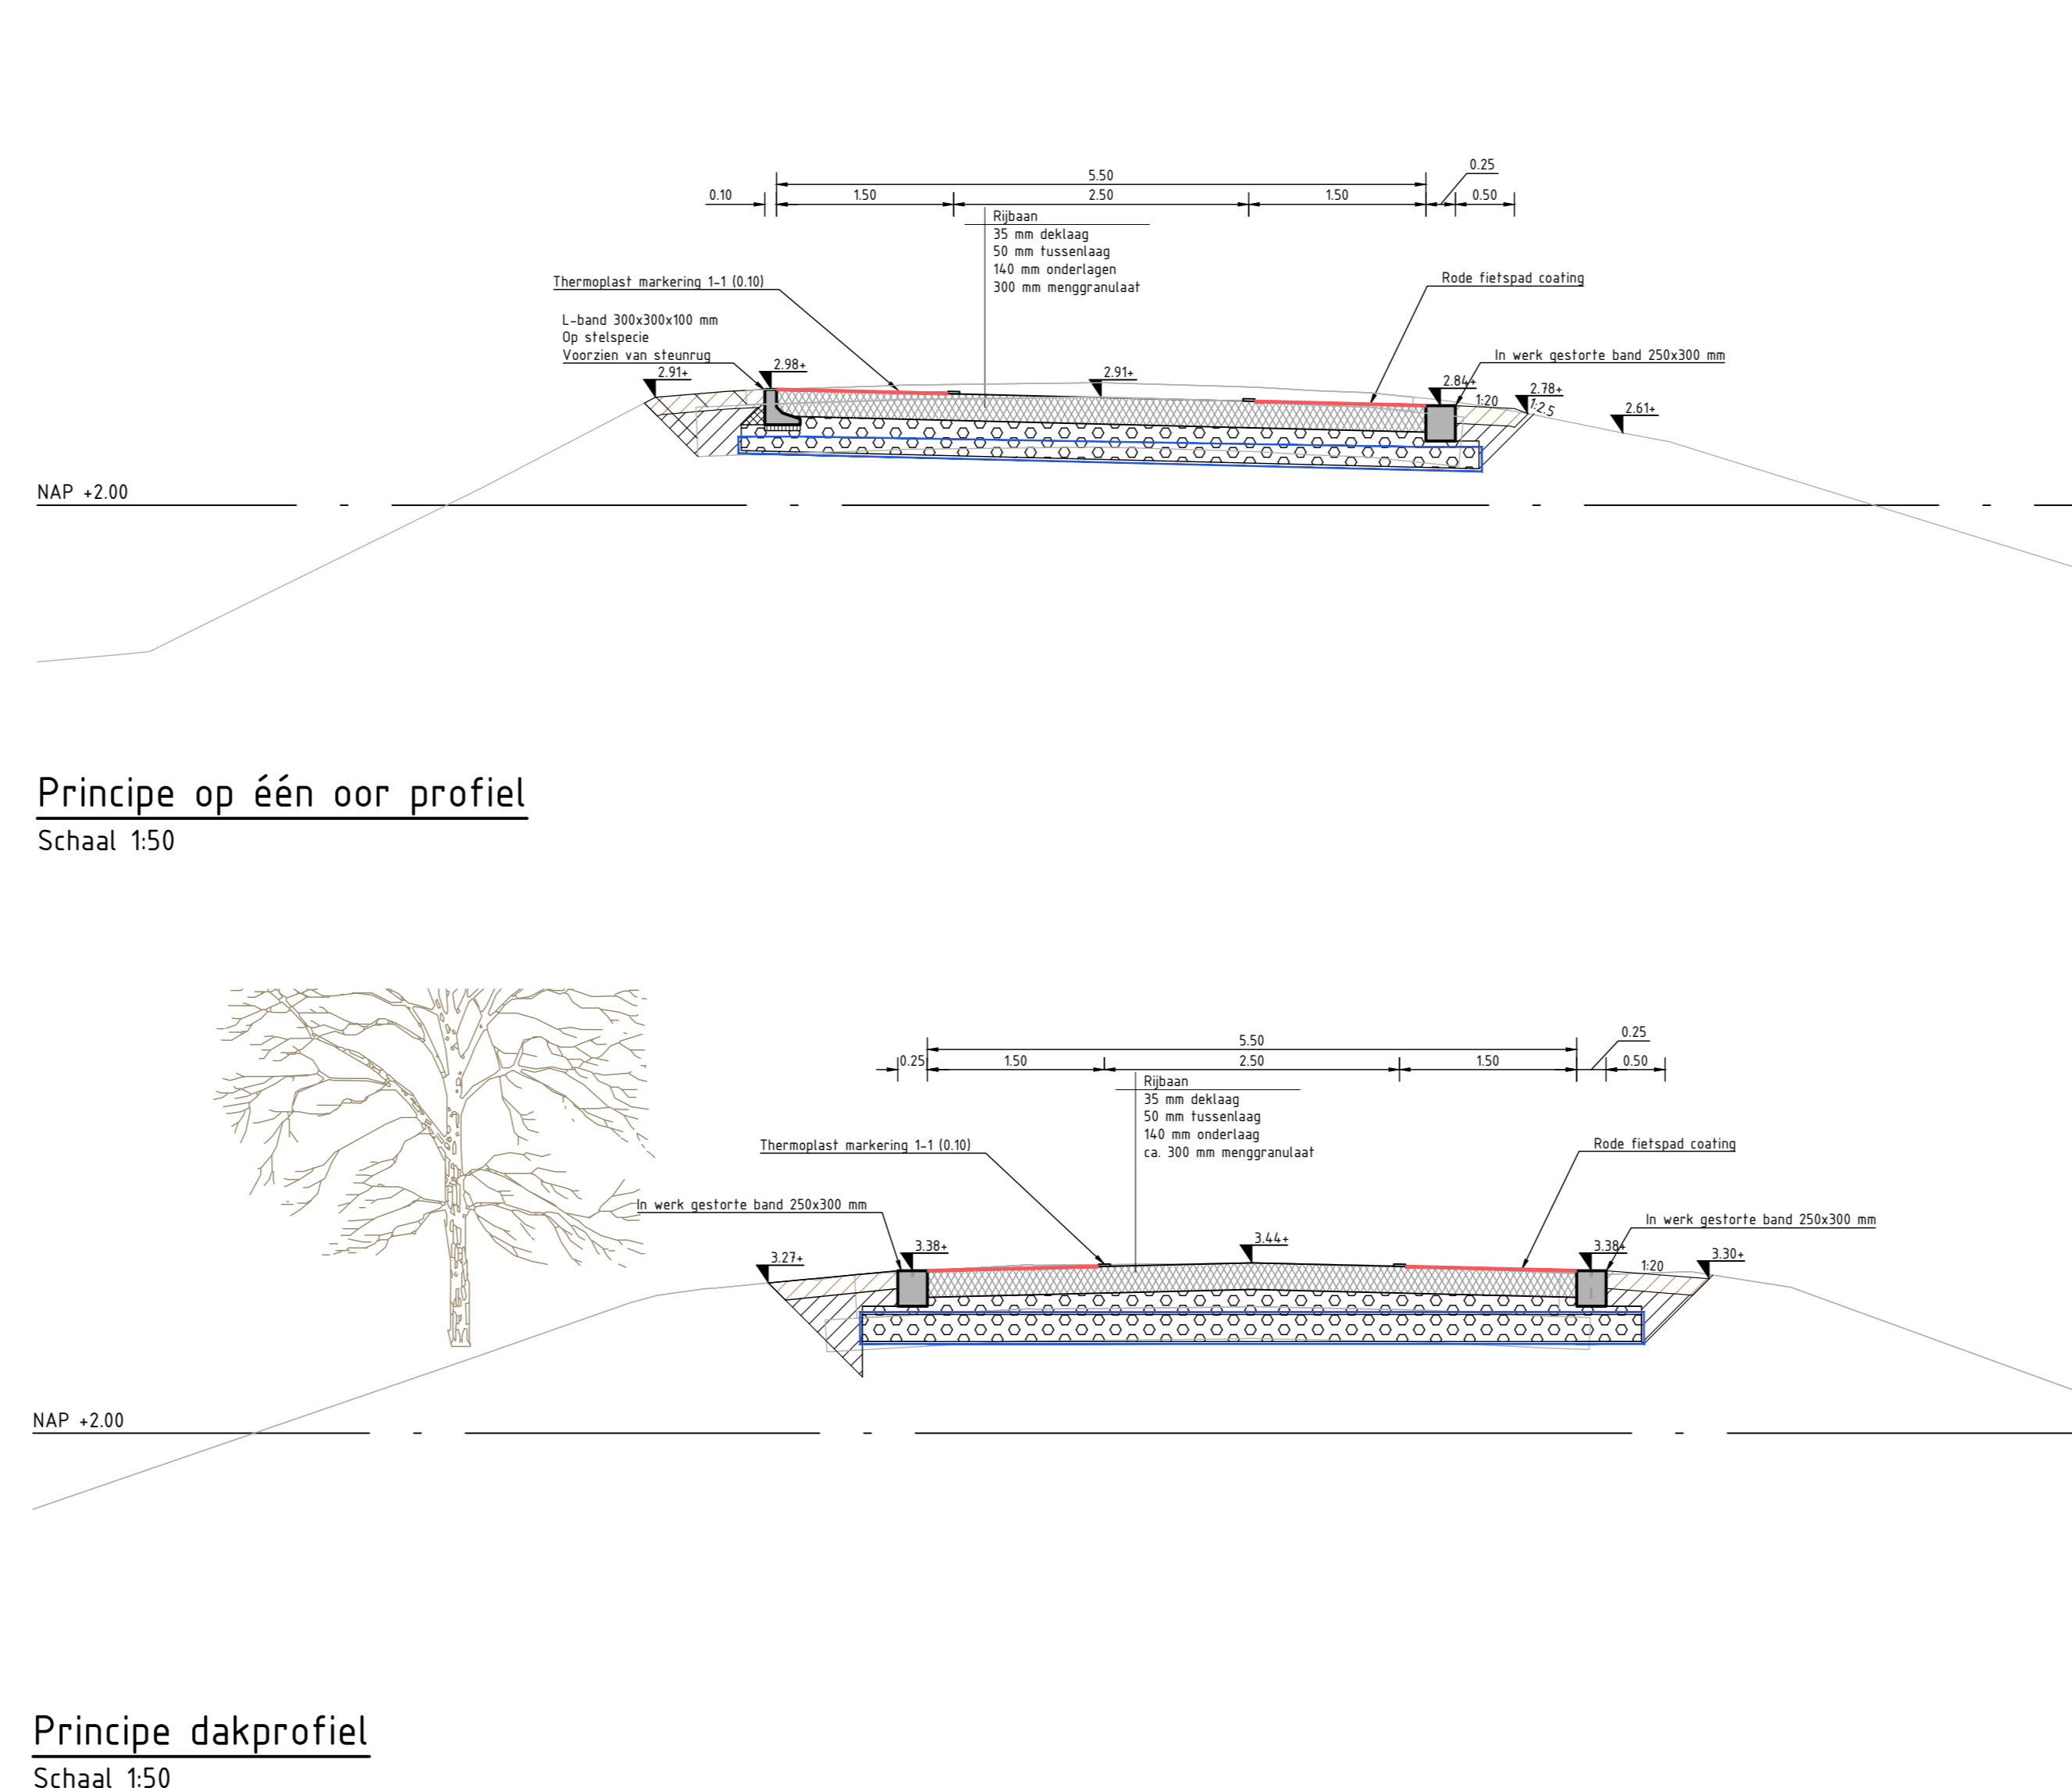 0.25
5.50
0.10
1.50
2.50
1.50
0.50
Rijbaan
35 mm deklaag
50 mm tussenlaag
140 mm onderlagen
300 mm menggranulaat
Thermoplast markering 1-1 (0.10)
Rode fietspad coating
L-band 300x300x100 mm
Op stelspecie
Voorzien van steunrug
In werk gestorte band 250x300 mm
2.91+
2.98+
2.91+
2.84+
1:20
2.78+
1:2.5
2.61+
NAP +2.00
Principe op één oor profiel
Schaal 1:50
0.25
5.50
0.25
1.50
2.50
1.50
0.50
Rijbaan
35 mm deklaag
50 mm tussenlaag
140 mm onderlaag
ca. 300 mm menggranulaat
Thermoplast markering 1-1 (0.10)
Rode fietspad coating
In werk gestorte band 250x300 mm
In werk gestorte band 250x300 mm
3.27+
3.38+
3.44+
3.38+
1:20
3.30+
NAP +2.00
Principe dakprofiel
Schaal 1:50